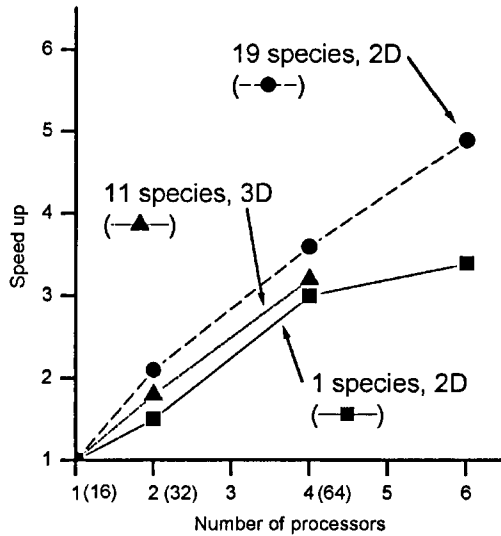 6
5
4
3
2
1
Speed up
19 species, 2D
(--●--)
11 species, 3D
(—▲—)
1 species, 2D
(—■—)
1(16) 2(32) 3 4(64) 5 6
Number of processors